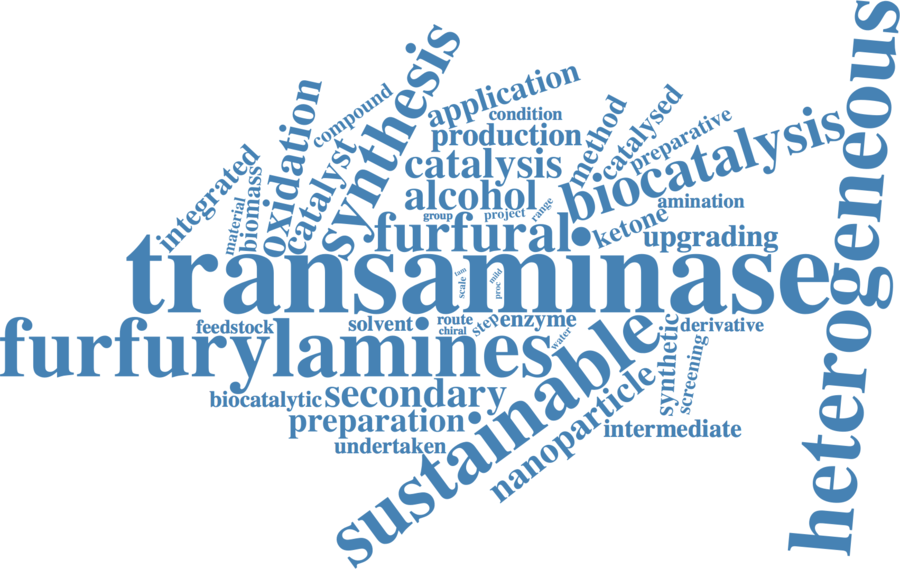 heterogeneous
synthesis
application
compound
oxidation
condition
production
method
catalysed
preparative
biocatalysis
integrated
material
biomass
catalyst
catalysis
alcohol
amination
group
project
range
furfural
ketone
upgrading
transaminase
tam
scale
mild
proc
feedstock
solvent
route
chiral
step
enzyme
water
derivative
furfurylamines
sustainable
synthetic
screening
biocatalytic
secondary
nanoparticle
preparation
intermediate
undertaken